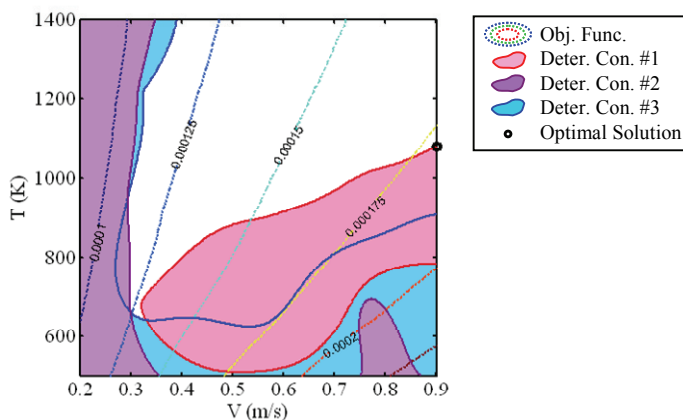 1400
1200
1000
800
600
T (K)
0.2 0.3 0.4 0.5 0.6 0.7 0.8 0.9
V (m/s)
0.0001
0.000125
0.00015
0.000175
0.0002
Obj. Func.
Deter. Con. #1
Deter. Con. #2
Deter. Con. #3
Optimal Solution